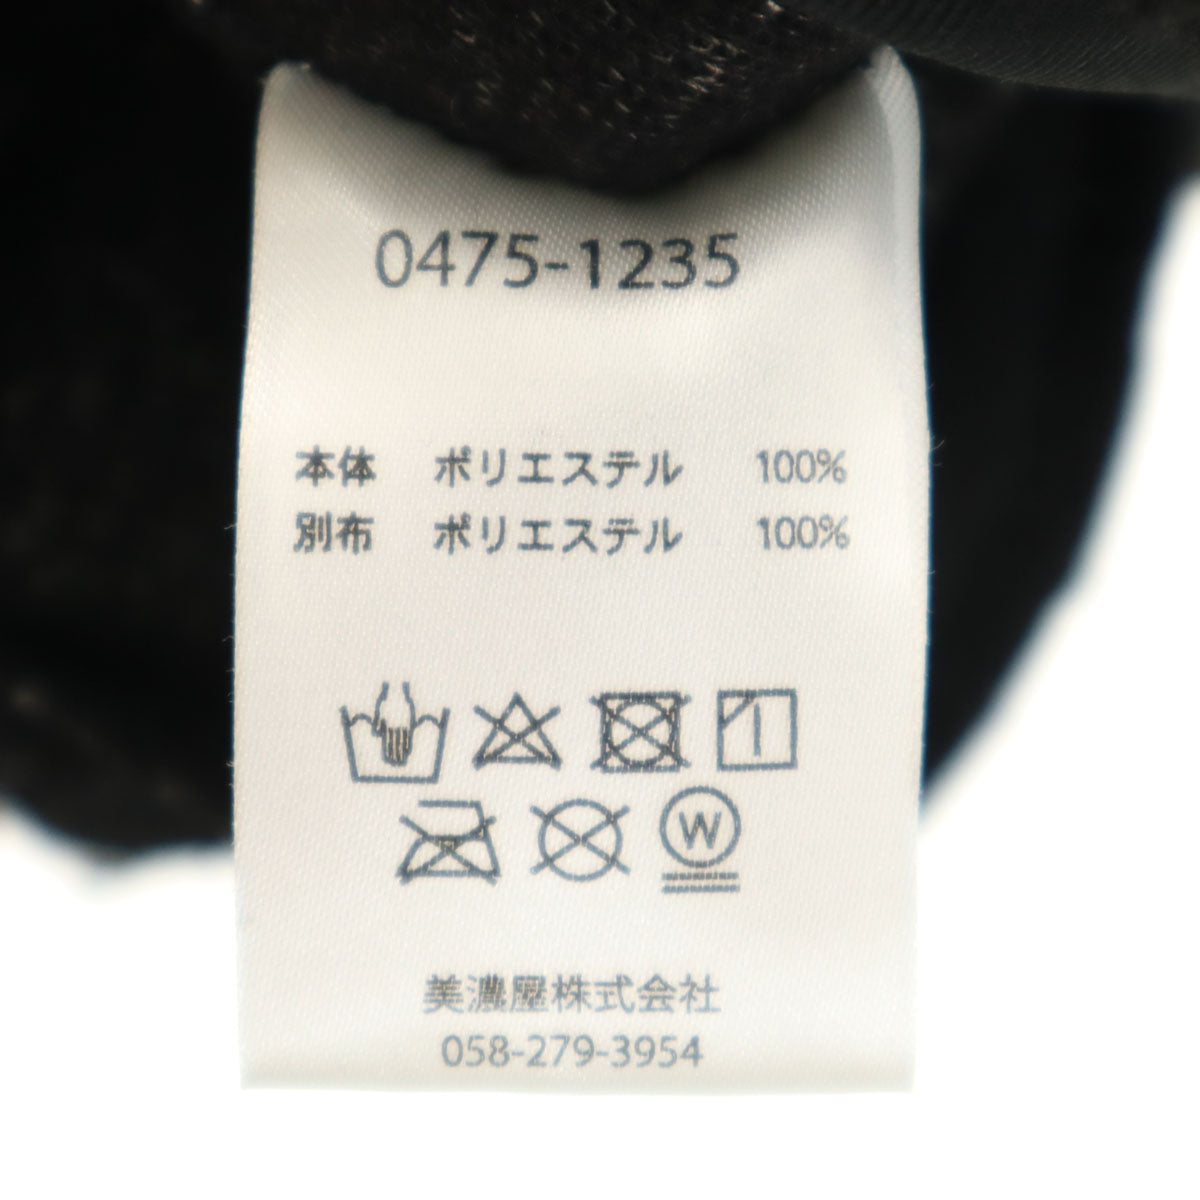 0475-1235
本体 ポリエステル 100%
別布 ポリエステル 100%
W
美濃屋株式会社
058-279-3954